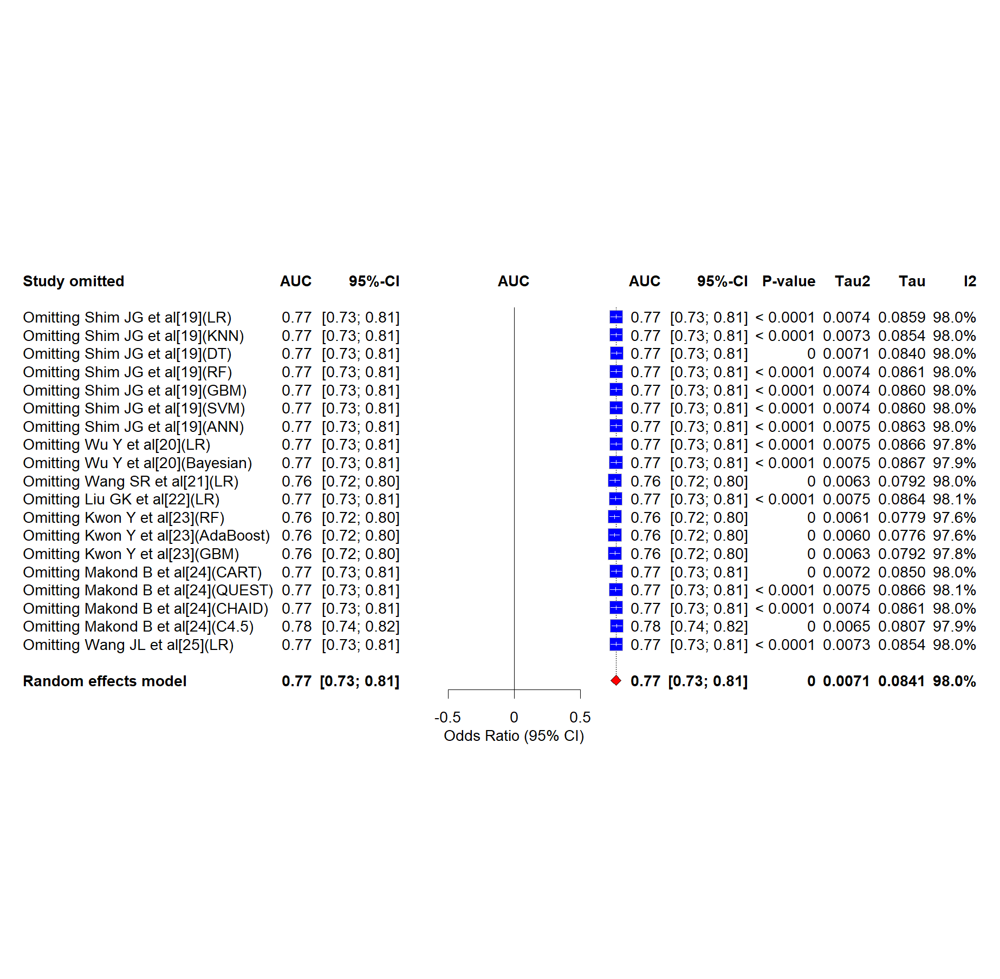 Study omitted AUC 95%-CI AUC AUC 95%-CI P-value Tau2 Tau I2
Omitting Shim JG et al[19](LR) 0.77 [0.73; 0.81] 0.77 [0.73; 0.81] < 0.0001 0.0074 0.0859 98.0%
Omitting Shim JG et al[19](KNN) 0.77 [0.73; 0.81] 0.77 [0.73; 0.81] < 0.0001 0.0073 0.0854 98.0%
Omitting Shim JG et al[19](DT) 0.77 [0.73; 0.81] 0.77 [0.73; 0.81] 0 0.0071 0.0840 98.0%
Omitting Shim JG et al[19](RF) 0.77 [0.73; 0.81] 0.77 [0.73; 0.81] < 0.0001 0.0074 0.0861 98.0%
Omitting Shim JG et al[19](GBM) 0.77 [0.73; 0.81] 0.77 [0.73; 0.81] < 0.0001 0.0074 0.0860 98.0%
Omitting Shim JG et al[19](SVM) 0.77 [0.73; 0.81] 0.77 [0.73; 0.81] < 0.0001 0.0074 0.0860 98.0%
Omitting Shim JG et al[19](ANN) 0.77 [0.73; 0.81] 0.77 [0.73; 0.81] < 0.0001 0.0075 0.0863 98.0%
Omitting Wu Y et al[20](LR) 0.77 [0.73; 0.81] 0.77 [0.73; 0.81] < 0.0001 0.0075 0.0866 97.8%
Omitting Wu Y et al[20](Bayesian) 0.77 [0.73; 0.81] 0.77 [0.73; 0.81] < 0.0001 0.0075 0.0867 97.9%
Omitting Wang SR et al[21](LR) 0.76 [0.72; 0.80] 0.76 [0.72; 0.80] 0 0.0063 0.0792 98.0%
Omitting Liu GK et al[22](LR) 0.77 [0.73; 0.81] 0.77 [0.73; 0.81] < 0.0001 0.0075 0.0864 98.1%
Omitting Kwon Y et al[23](RF) 0.76 [0.72; 0.80] 0.76 [0.72; 0.80] 0 0.0061 0.0779 97.6%
Omitting Kwon Y et al[23](AdaBoost) 0.76 [0.72; 0.80] 0.76 [0.72; 0.80] 0 0.0060 0.0776 97.6%
Omitting Kwon Y et al[23](GBM) 0.76 [0.72; 0.80] 0.76 [0.72; 0.80] 0 0.0063 0.0792 97.8%
Omitting Makond B et al[24](CART) 0.77 [0.73; 0.81] 0.77 [0.73; 0.81] 0 0.0072 0.0850 98.0%
Omitting Makond B et al[24](QUEST) 0.77 [0.73; 0.81] 0.77 [0.73; 0.81] < 0.0001 0.0075 0.0866 98.1%
Omitting Makond B et al[24](CHAID) 0.77 [0.73; 0.81] 0.77 [0.73; 0.81] < 0.0001 0.0074 0.0861 98.0%
Omitting Makond B et al[24](C4.5) 0.78 [0.74; 0.82] 0.78 [0.74; 0.82] 0 0.0065 0.0807 97.9%
Omitting Wang JL et al[25](LR) 0.77 [0.73; 0.81] 0.77 [0.73; 0.81] < 0.0001 0.0073 0.0854 98.0%
Random effects model 0.77 [0.73; 0.81] 0.77 [0.73; 0.81] 0 0.0071 0.0841 98.0%
-0.5 0 0.5
Odds Ratio (95% CI)